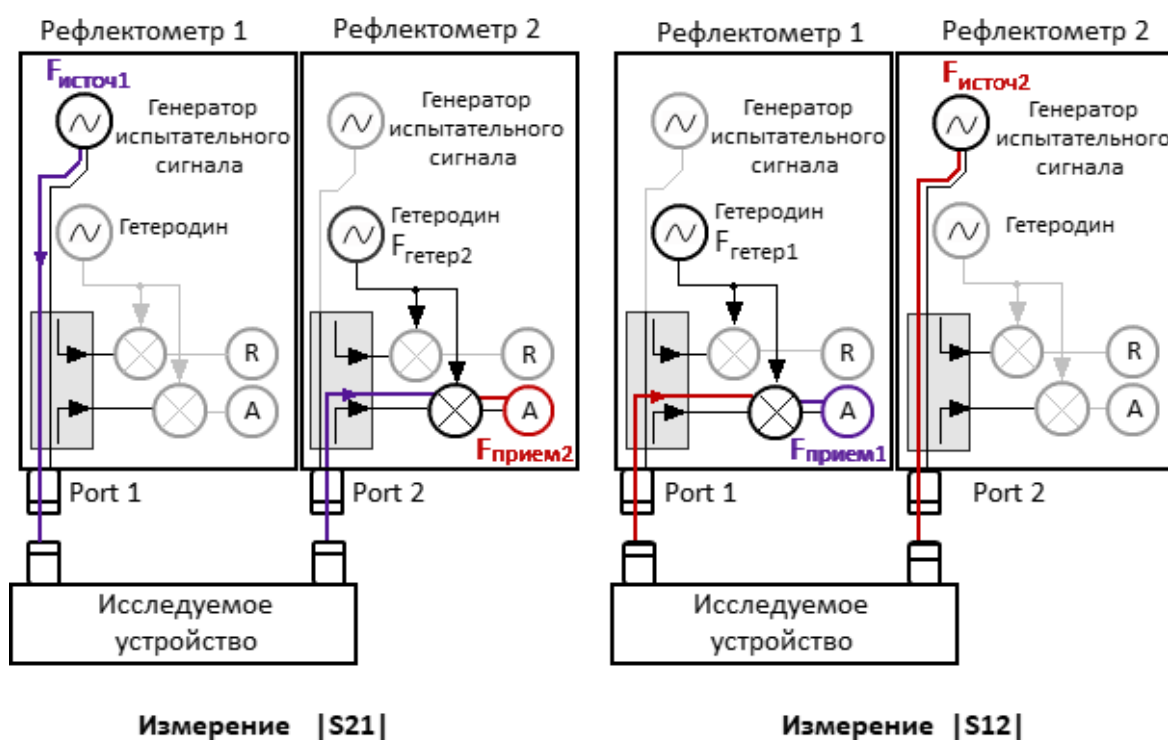 Рефлектометр 1
Fисточ1
Генератор
испытательного
сигнала
Гетеродин
R
A
Port 1
Рефлектометр 2
Генератор
испытательного
сигнала
Гетеродин
Fгетер2
R
A
Fприем2
Port 2
Исследуемое
устройство
Измерение |S21|
Рефлектометр 1
Генератор
испытательного
сигнала
Гетеродин
Fгетер1
R
A
Fприем1
Port 1
Рефлектометр 2
Fисточ2
Генератор
испытательного
сигнала
Гетеродин
R
A
Port 2
Исследуемое
устройство
Измерение |S12|